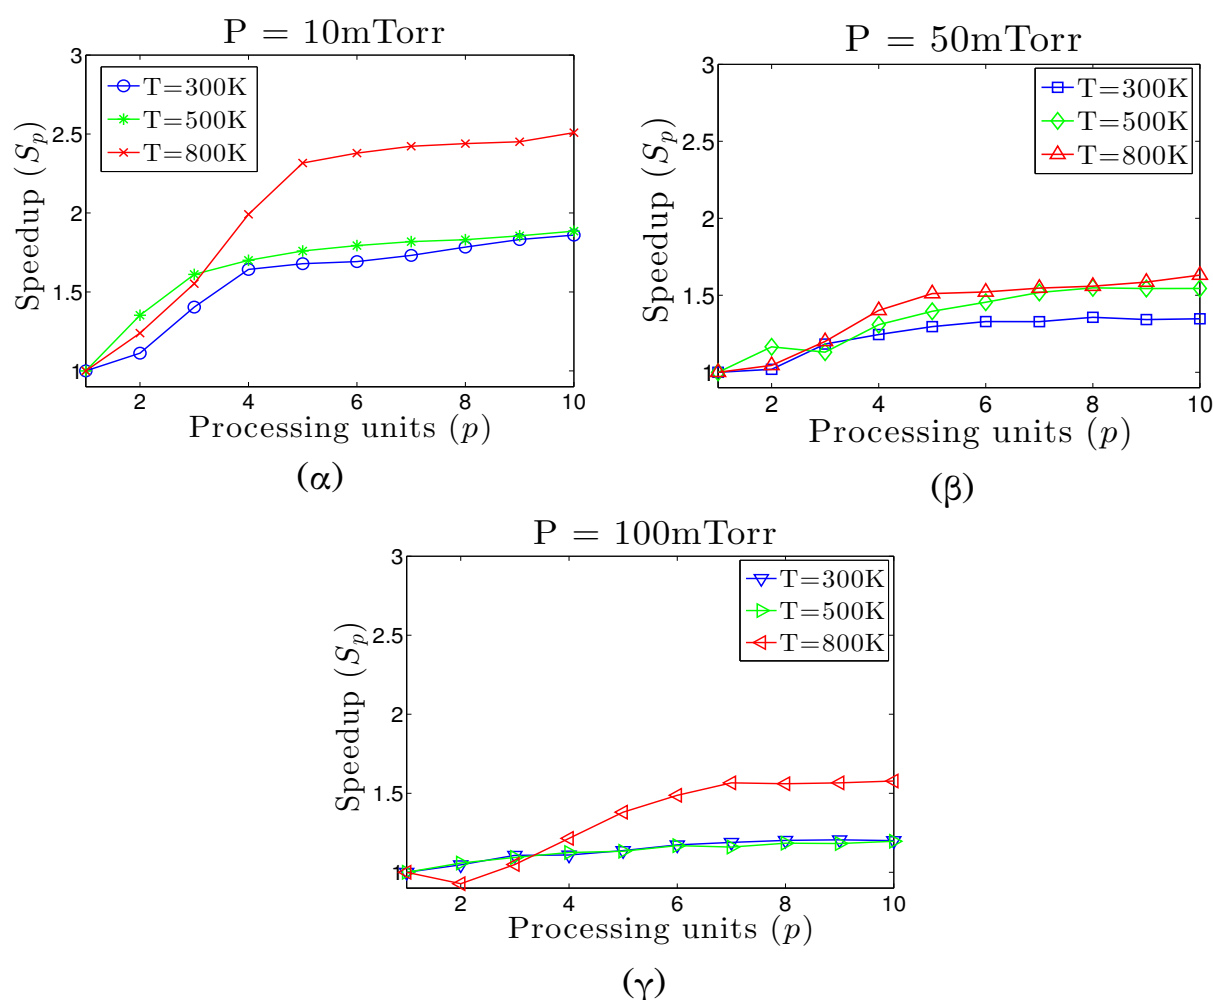 P = 10mTorr
3
2.5
2
1.5
1
Speedup (Sₚ)
T=300K
T=500K
T=800K
2 4 6 8 10
Processing units (p)
(α)
P = 50mTorr
3
2.5
2
1.5
1
Speedup (Sₚ)
T=300K
T=500K
T=800K
2 4 6 8 10
Processing units (p)
(β)
P = 100mTorr
3
2.5
2
1.5
1
Speedup (Sₚ)
T=300K
T=500K
T=800K
2 4 6 8 10
Processing units (p)
(γ)